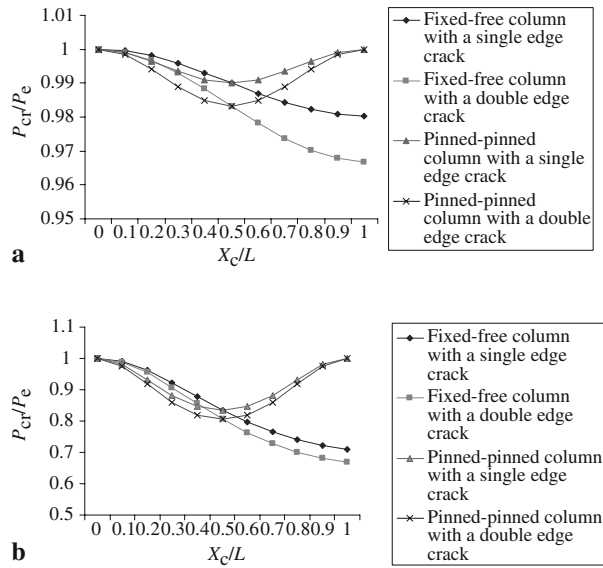 1.01
1
0.99
0.98
0.97
0.96
0.95
P_cr/P_e
0 0.1 0.2 0.3 0.4 0.5 0.6 0.7 0.8 0.9 1
X_c/L
a
Fixed-free column
with a single edge
crack
Fixed-free column
with a double edge
crack
Pinned-pinned
column with a single
edge crack
Pinned-pinned
column with a double
edge crack
1.1
1
0.9
0.8
0.7
0.6
0.5
P_cr/P_e
0 0.1 0.2 0.3 0.4 0.5 0.6 0.7 0.8 0.9 1
X_c/L
b
Fixed-free column
with a single edge
crack
Fixed-free column
with a double edge
crack
Pinned-pinned column
with a single edge
crack
Pinned-pinned column
with a double edge
crack